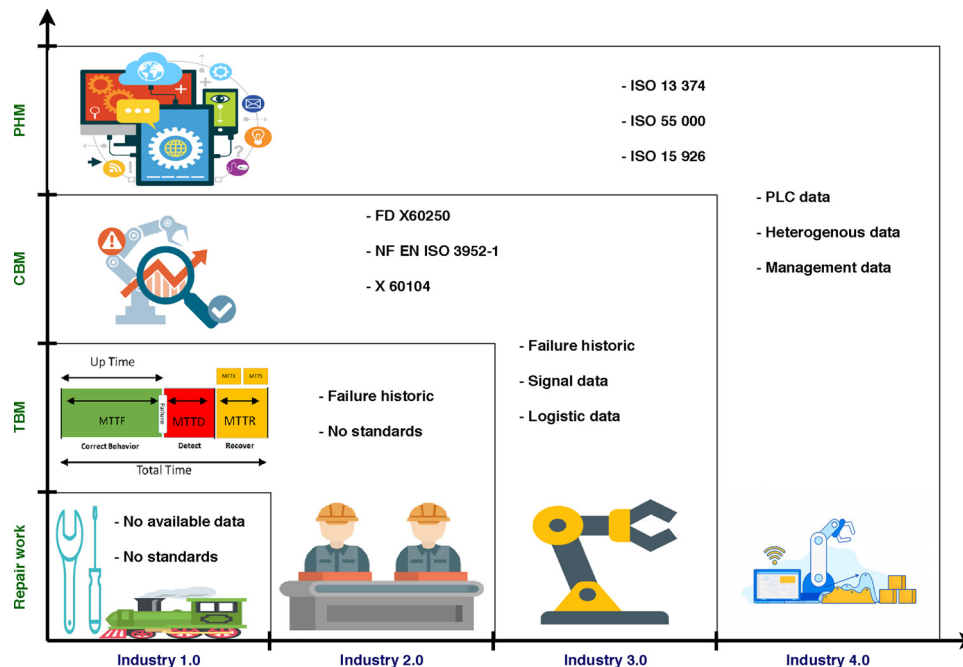 PHM
- ISO 13 374
- ISO 55 000
- ISO 15 926
?
CBM
- FD X60250
- NF EN ISO 3952-1
- X 60104
- PLC data
- Heterogenous data
- Management data
TBM
Up Time
MTTF
Failure
MTTD
MTTR
Correct Behavior
Detect
Recover
Total Time
- Failure historic
- No standards
- Failure historic
- Signal data
- Logistic data
Repair work
- No available data
- No standards
Industry 1.0
Industry 2.0
Industry 3.0
Industry 4.0